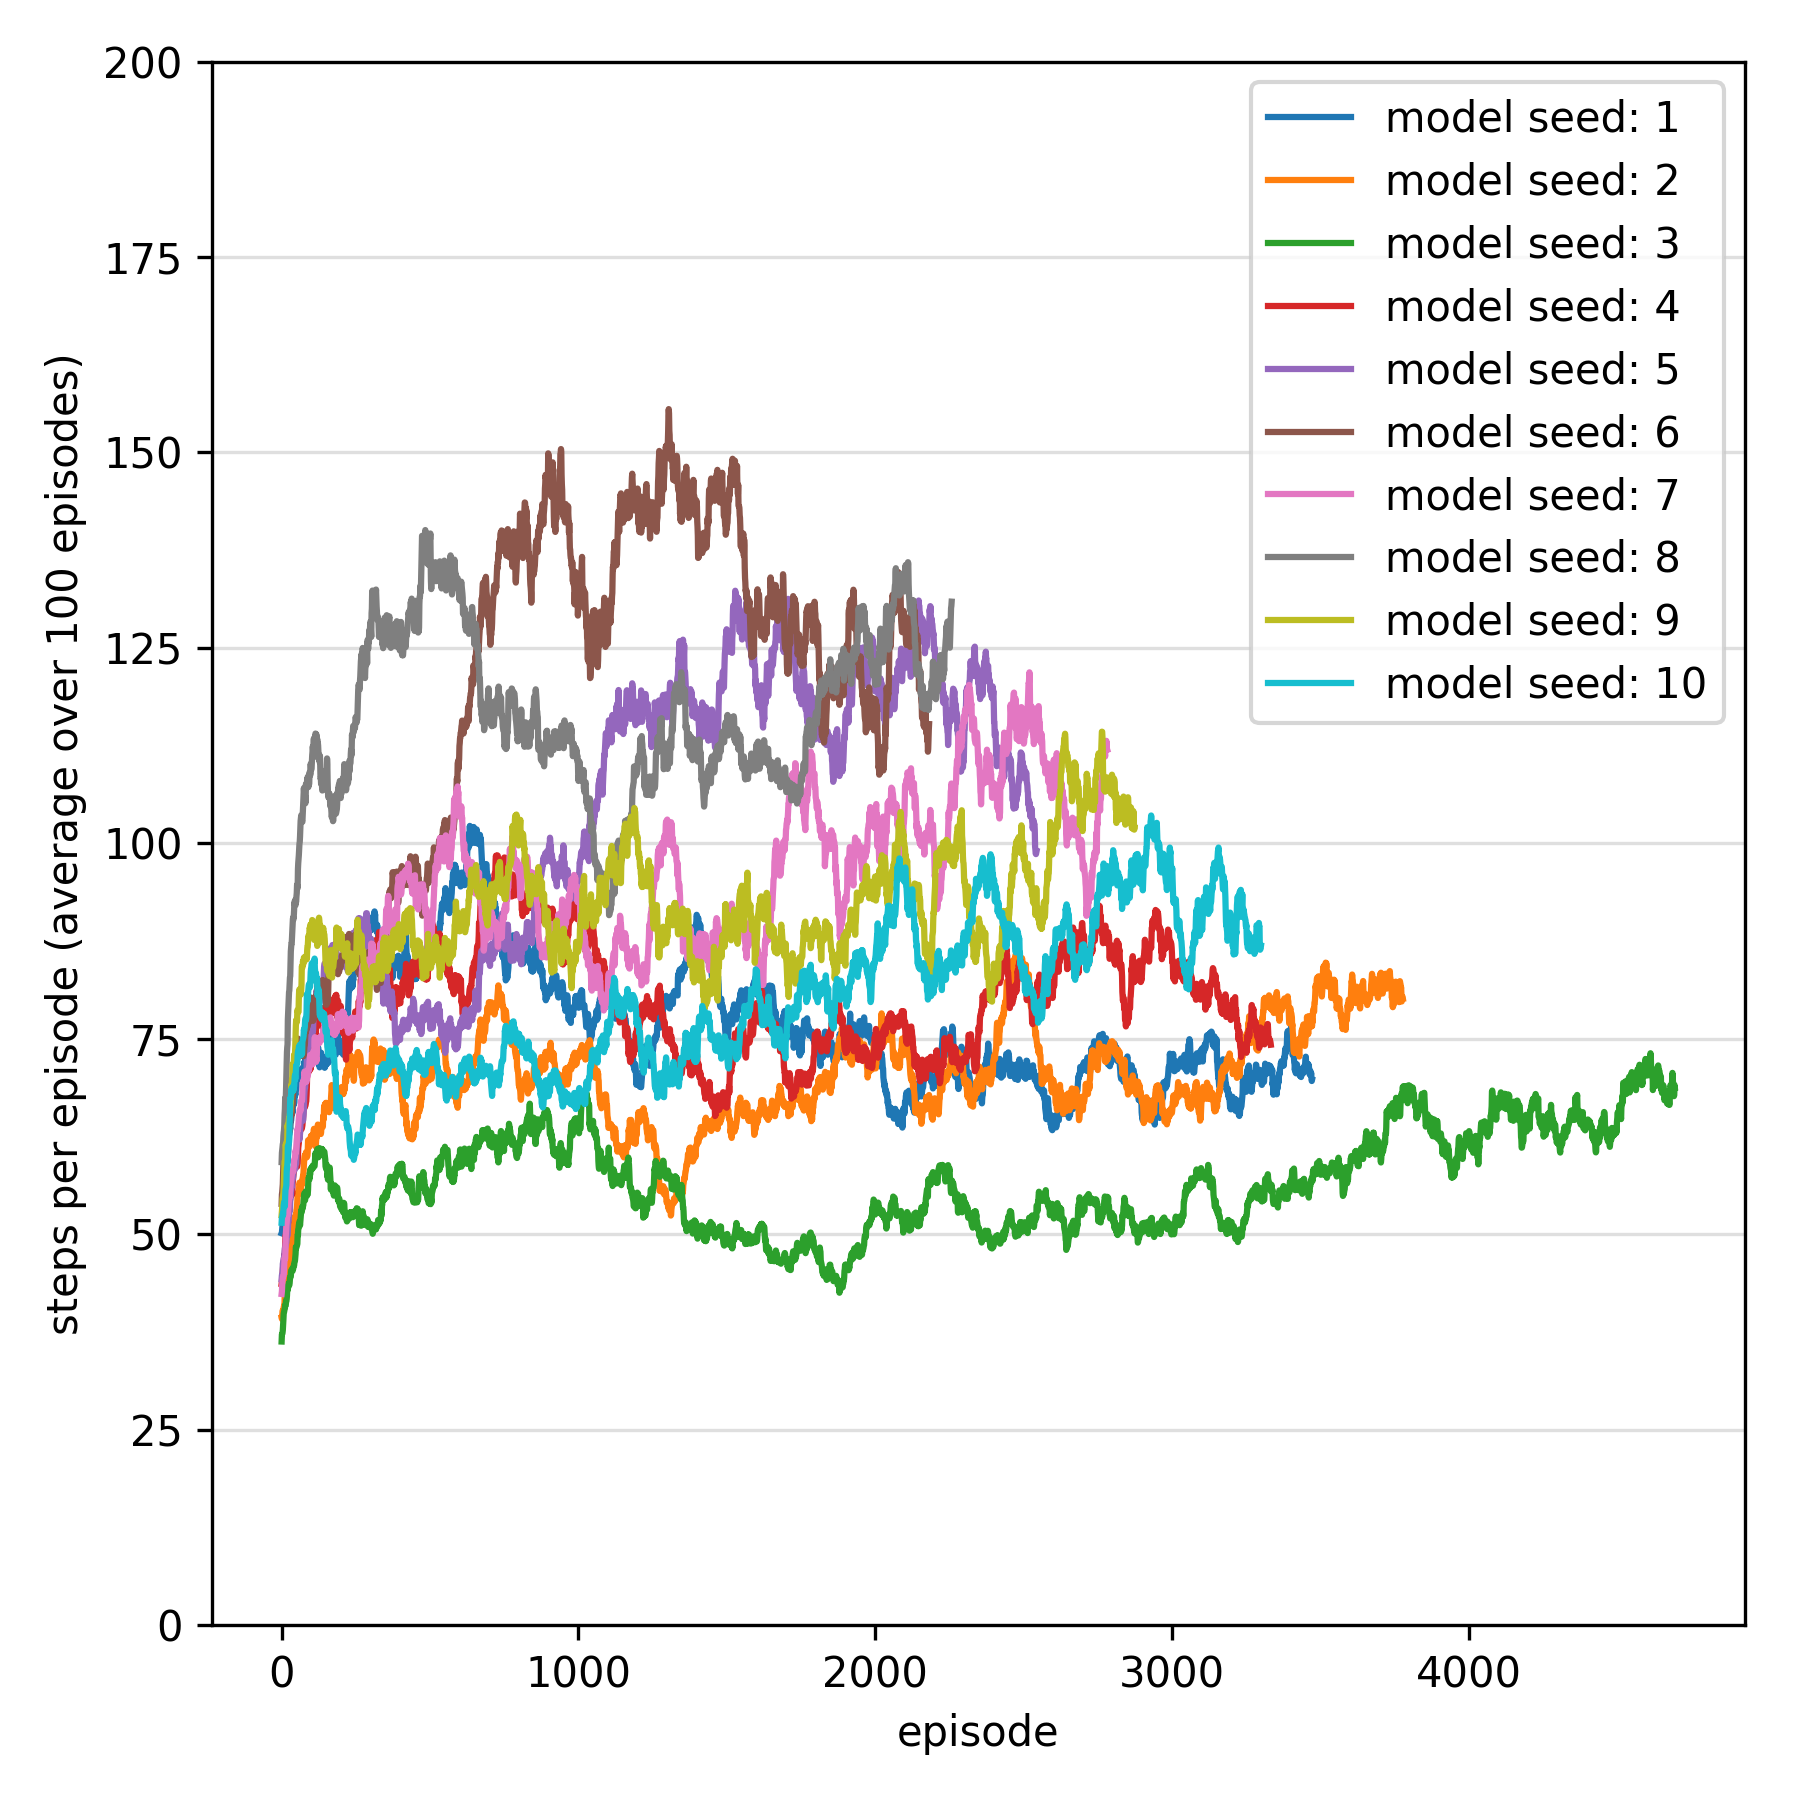 steps per episode (average over 100 episodes)
200
175
150
125
100
75
50
25
0
0 1000 2000 3000 4000
episode
model seed: 1
model seed: 2
model seed: 3
model seed: 4
model seed: 5
model seed: 6
model seed: 7
model seed: 8
model seed: 9
model seed: 10